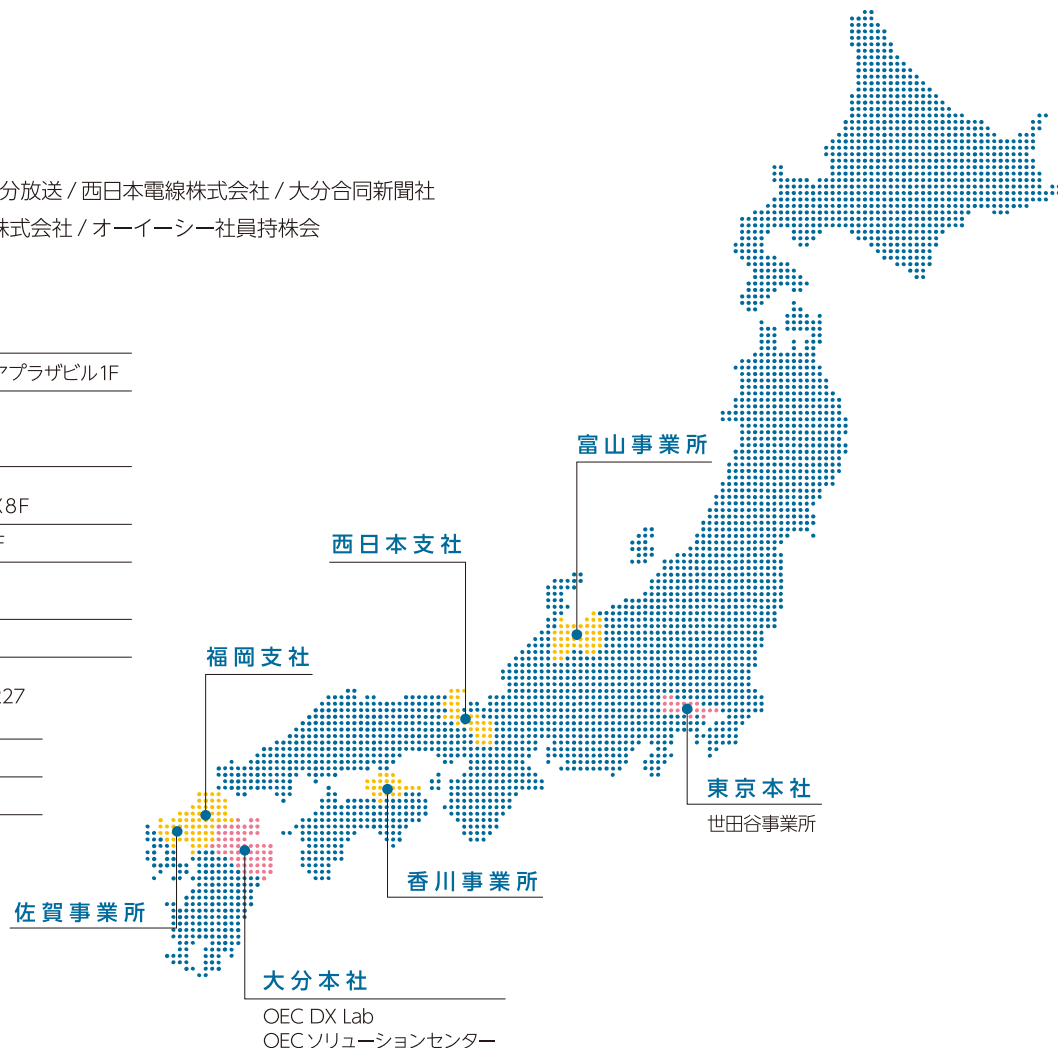 分放送 / 西日本電線株式会社 / 大分合同新聞社
株式会社 / オーイーシー社員持株会
アプラザビル1F
8F
F
227
富山事業所
西日本支社
福岡支社
東京本社
世田谷事業所
香川事業所
佐賀事業所
大分本社
OEC DX Lab
OECソリューションセンター